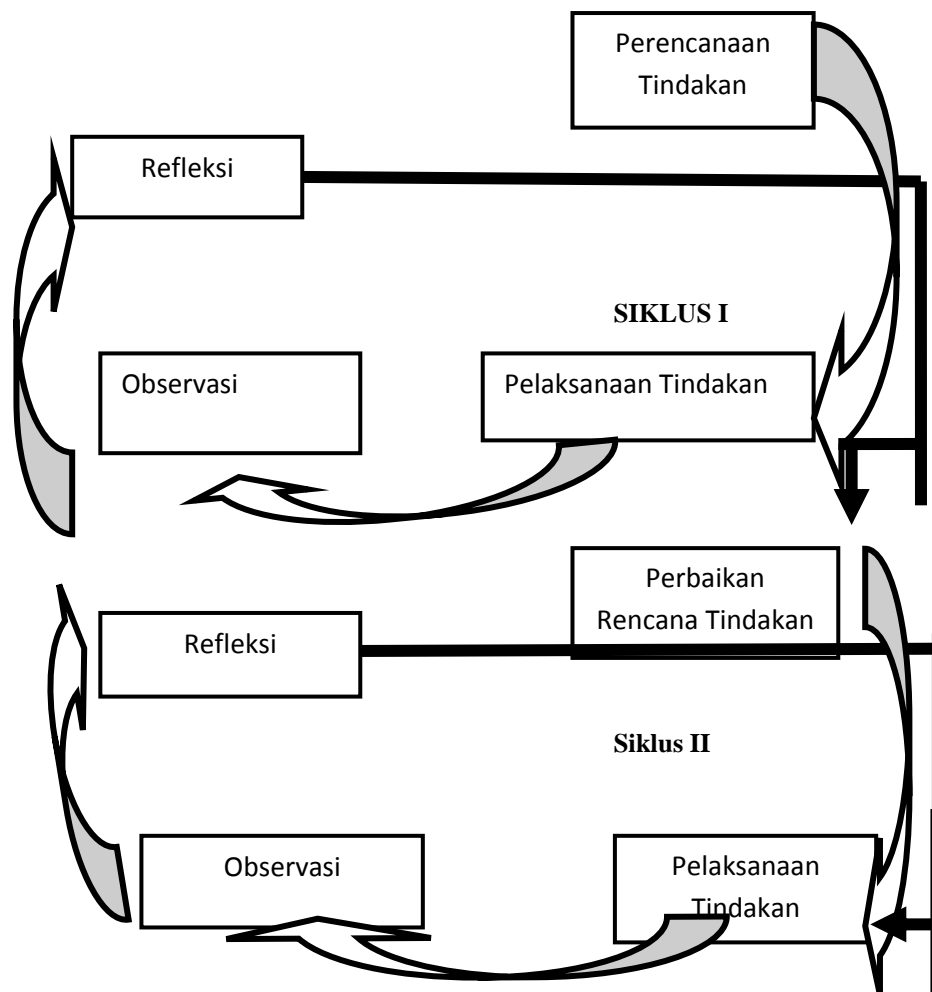 Perencanaan
Tindakan
Refleksi
SIKLUS I
Observasi
Pelaksanaan Tindakan
Perbaikan
Rencana Tindakan
Refleksi
Siklus II
Observasi
Pelaksanaan
Tindakan